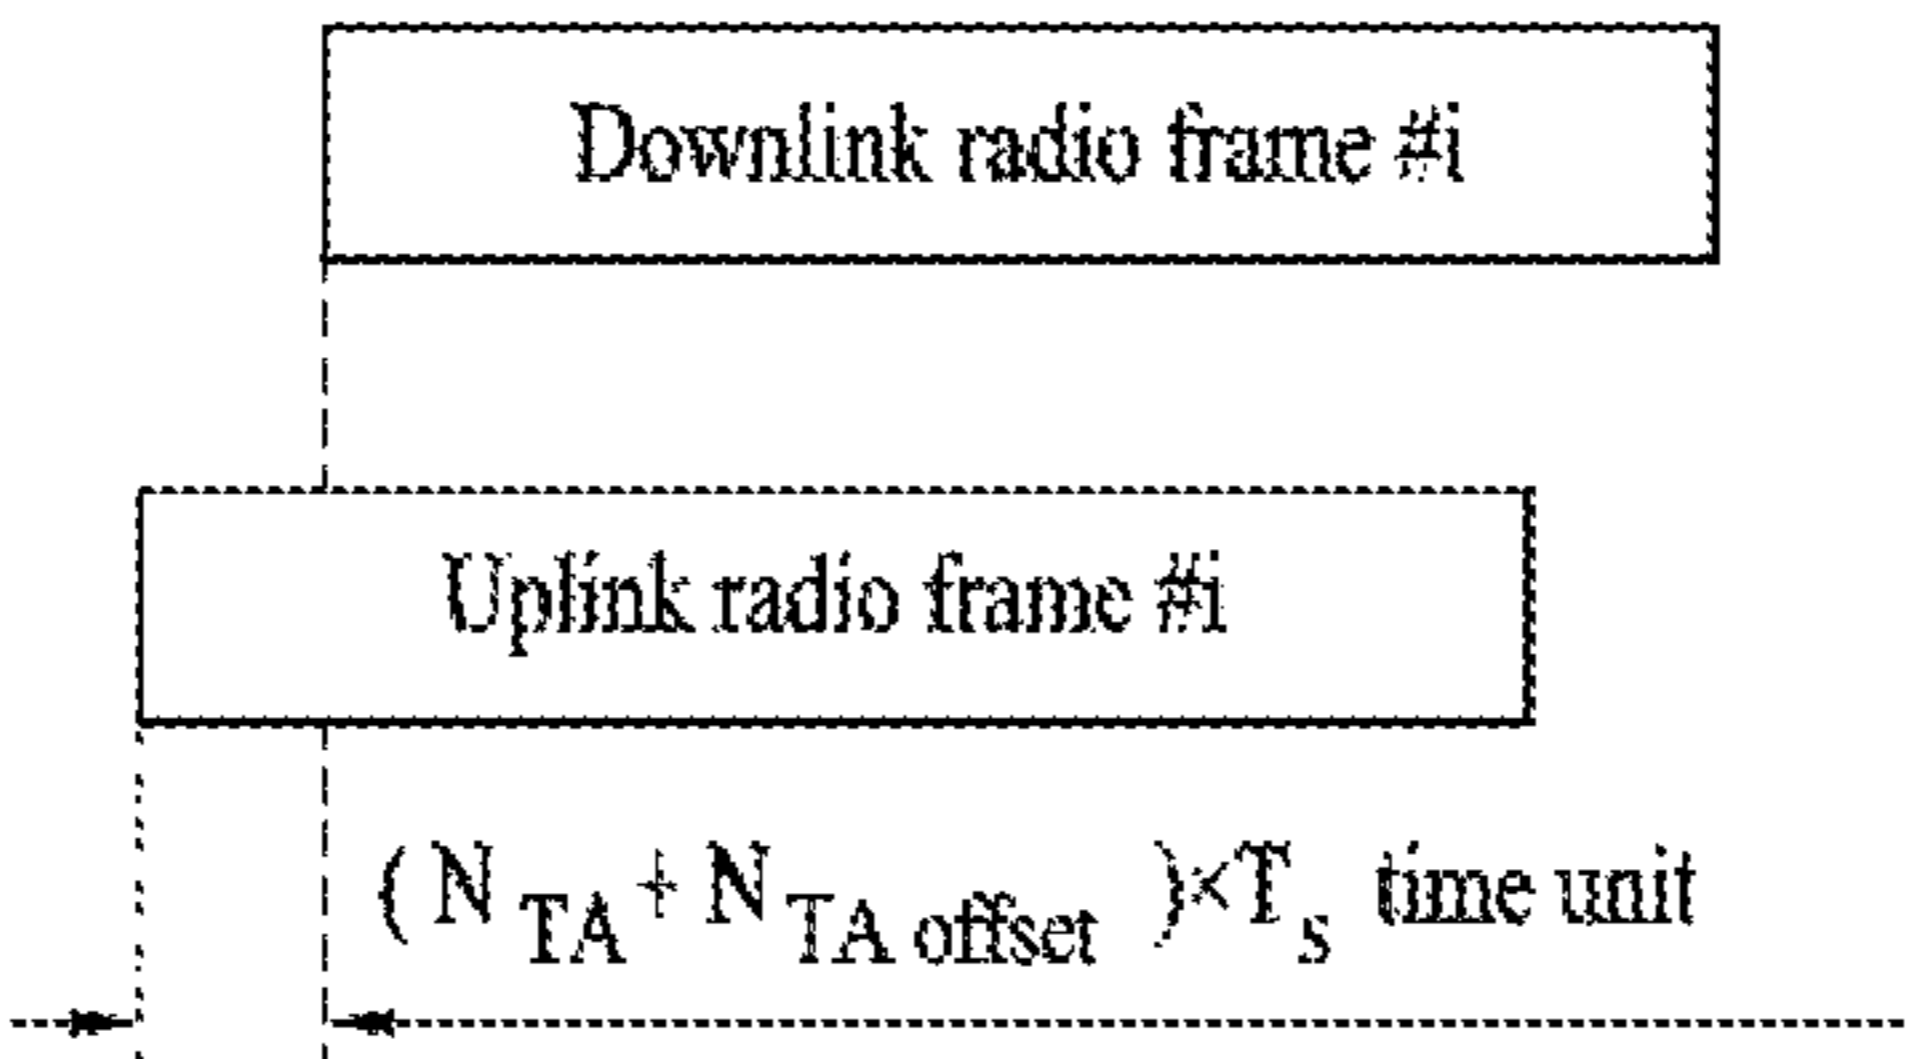 Downlink radio frame #i
Uplink radio frame #i
( N TA + N TA offset )×T s time unit